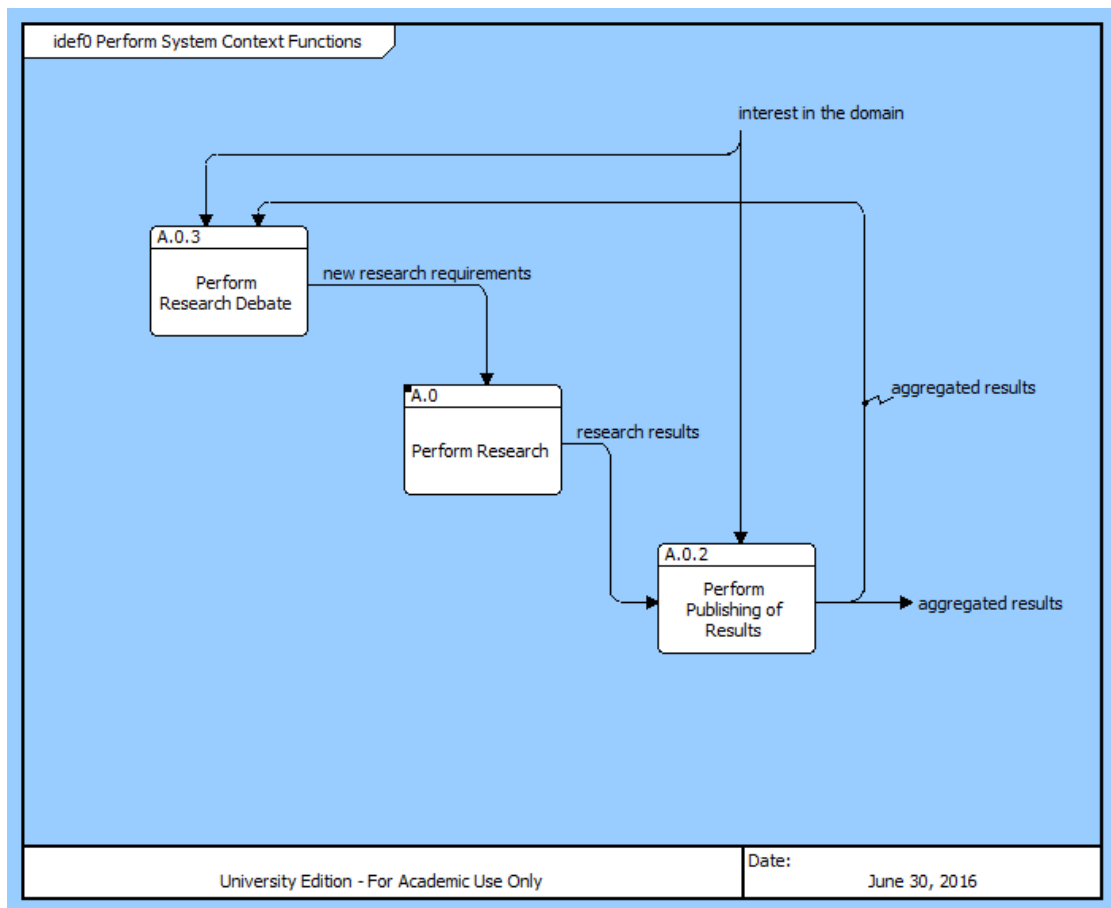 idef0 Perform System Context Functions
interest in the domain
A.0.3
Perform
Research Debate
new research requirements
A.0
Perform Research
research results
aggregated results
A.0.2
Perform
Publishing of
Results
aggregated results
University Edition - For Academic Use Only
Date:
June 30, 2016